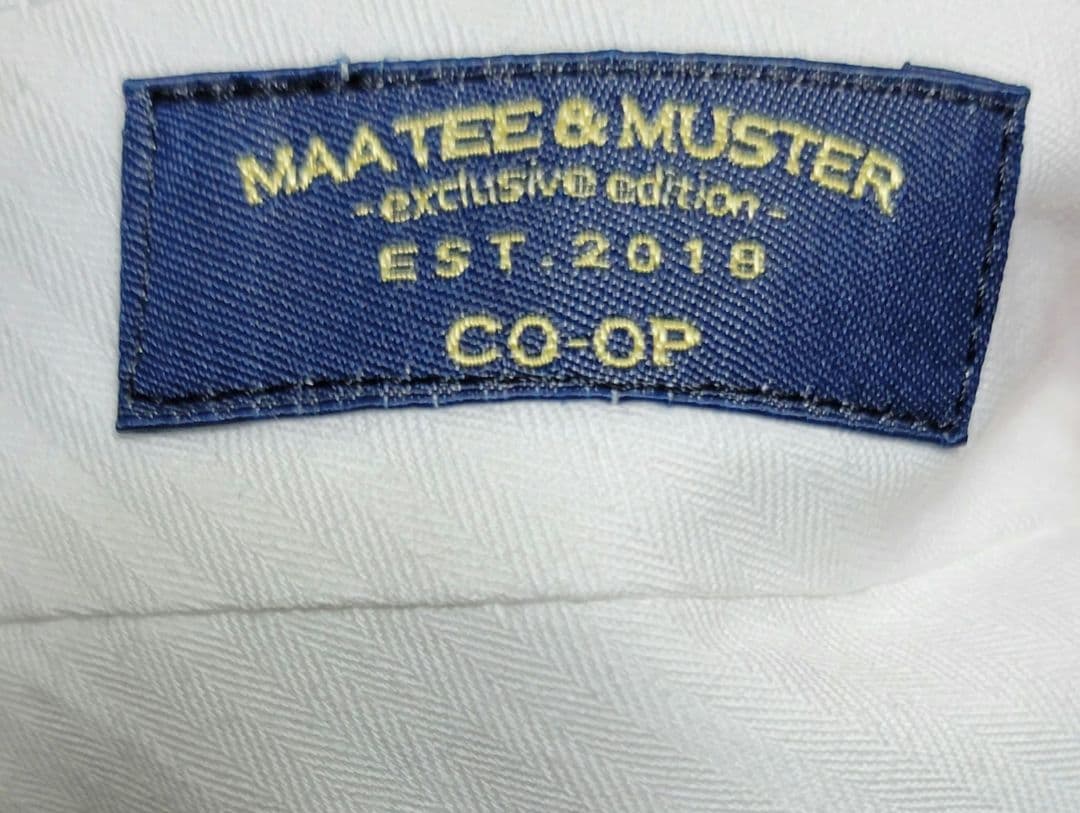 MAATEE & MUSTER
-exclusive edition-
EST.2018
CO-OP